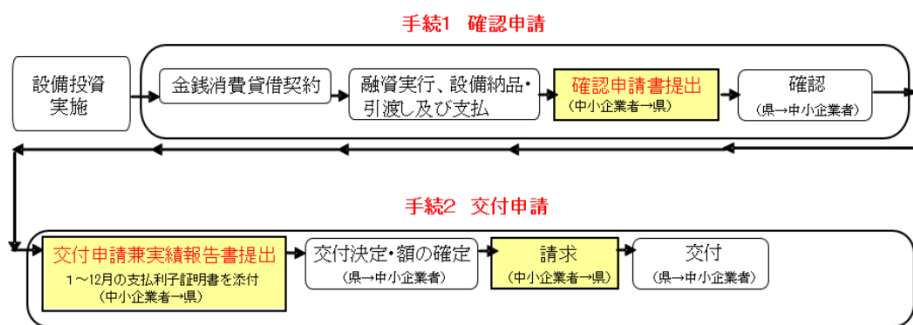 手続1 確認申請
設備投資
実施
金銭消費貸借契約
融資実行、設備納品・
引渡し及び支払
確認申請書提出
(中小企業者→県)
確認
(県→中小企業者)
手続2 交付申請
交付申請兼実績報告書提出
1~12月の支払利子証明書を添付
(中小企業者→県)
交付決定・額の確定
(県→中小企業者)
請求
(中小企業者→県)
交付
(県→中小企業者)